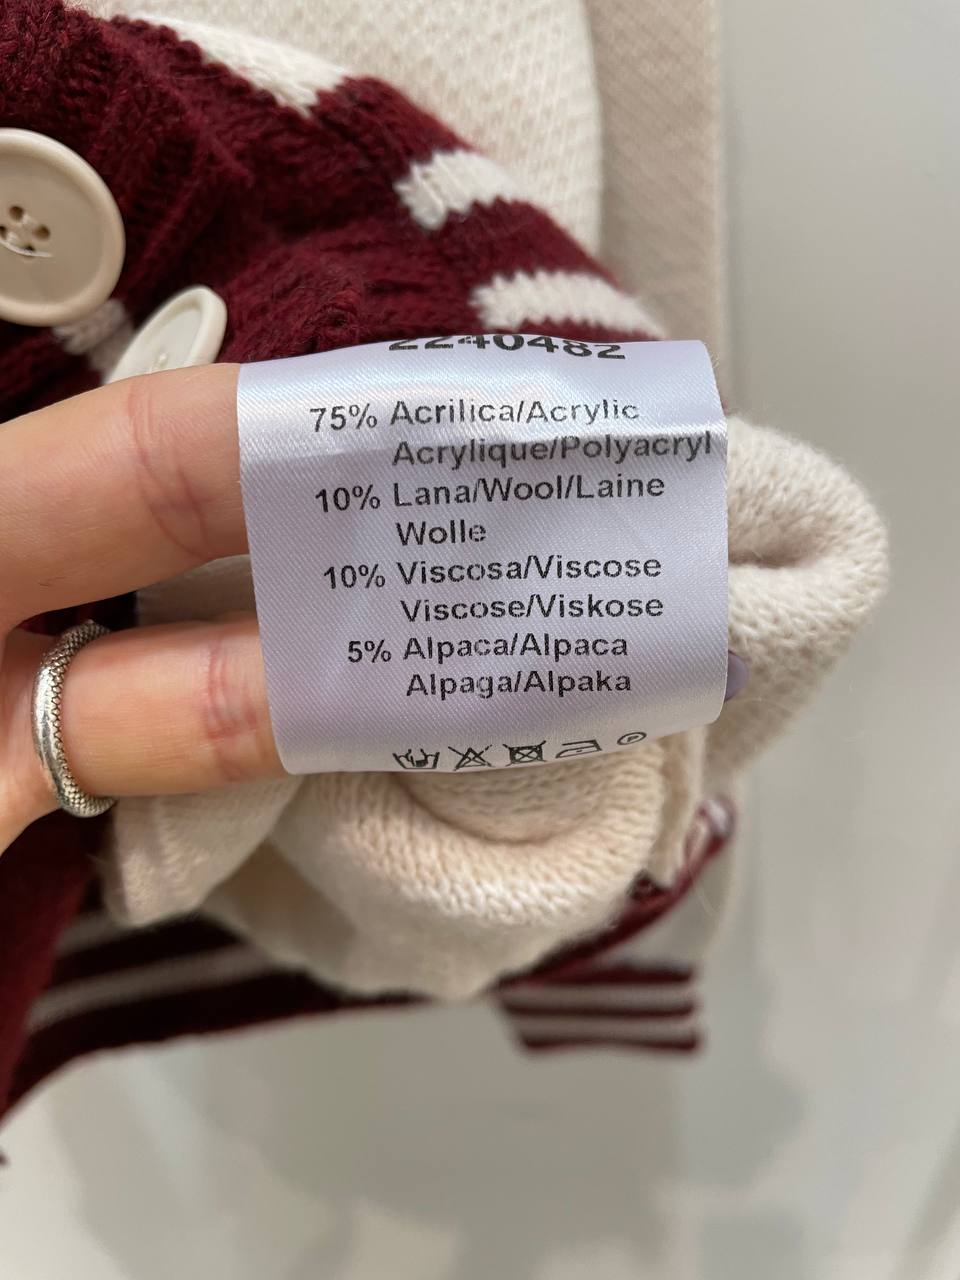 2240482
75% Acrilica/Acrylic
Acrylique/Polyacryl
10% Lana/Wool/Laine
Wolle
10% Viscosa/Viscose
Viscose/Viskose
5% Alpaca/Alpaca
Alpaga/Alpaka
P